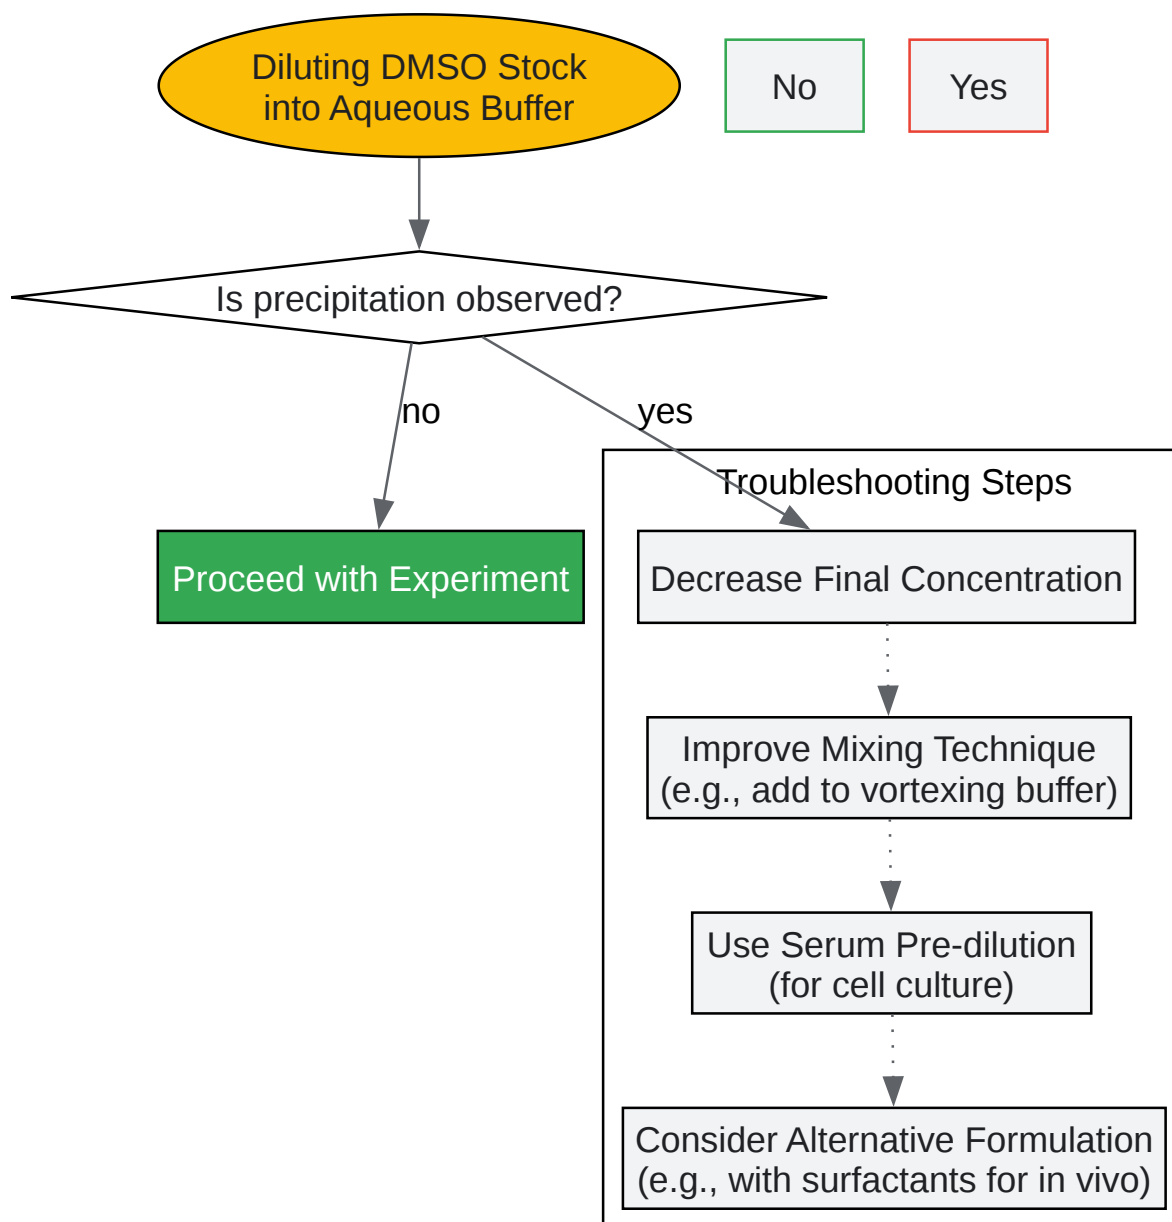 Diluting DMSO Stock
into Aqueous Buffer
No
Yes
Is precipitation observed?
no
yes
Troubleshooting Steps
Proceed with Experiment
Decrease Final Concentration
Improve Mixing Technique
(e.g., add to vortexing buffer)
Use Serum Pre-dilution
(for cell culture)
Consider Alternative Formulation
(e.g., with surfactants for in vivo)